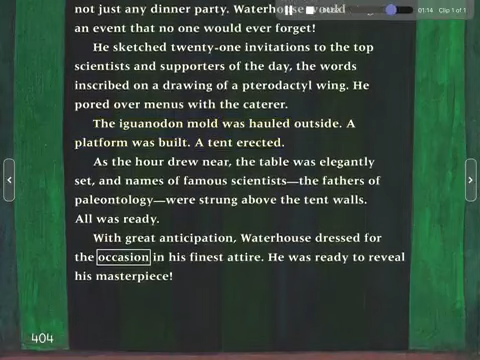 not just any dinner party. Waterhouse would
01:14 Clip 1 of 1
an event that no one would ever forget!
He sketched twenty-one invitations to the top
scientists and supporters of the day, the words
inscribed on a drawing of a pterodactyl wing. He
pored over menus with the caterer.
The iguanodon mold was hauled outside. A
platform was built. A tent erected.
As the hour drew near, the table was elegantly
set, and names of famous scientists—the fathers of
paleontology—were strung above the tent walls.
All was ready.
With great anticipation, Waterhouse dressed for
the occasion in his finest attire. He was ready to reveal
his masterpiece!
404